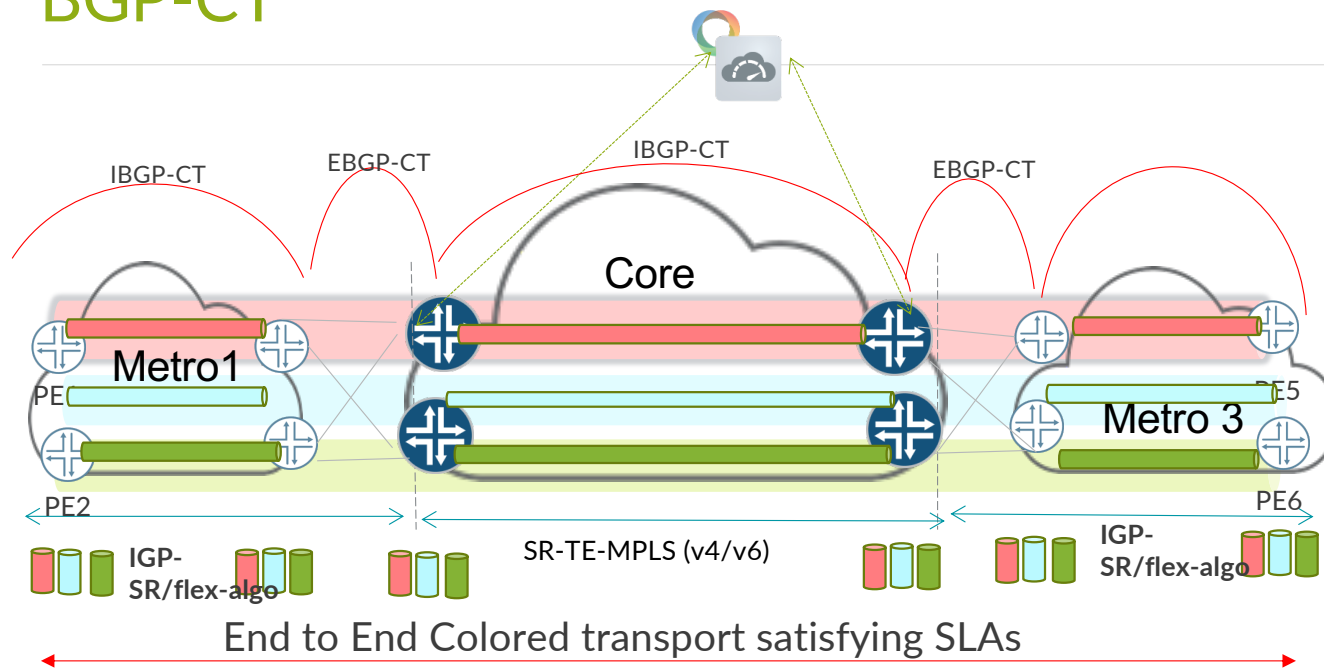 BGP-CT
IBGP-CT
EBGP-CT
IBGP-CT
EBGP-CT
Core
Metro1
PE
PE5
Metro 3
PE2
PE6
SR-TE-MPLS (v4/v6)
IGP-
SR/flex-algo
IGP-
SR/flex-algo
End to End Colored transport satisfying SLAs